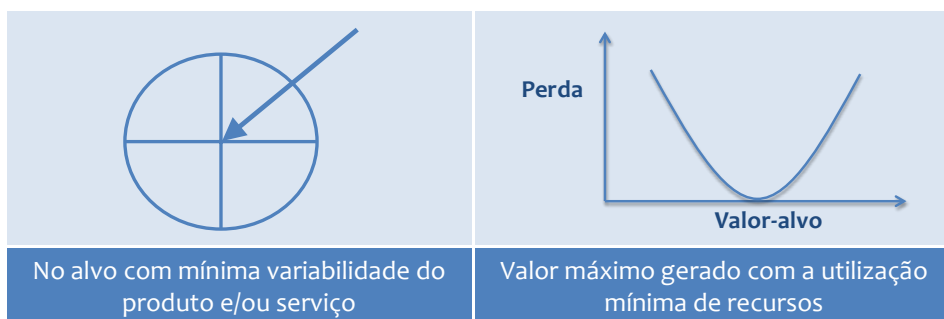 Perda
Valor-alvo
No alvo com mínima variabilidade do
produto e/ou serviço
Valor máximo gerado com a utilização
mínima de recursos